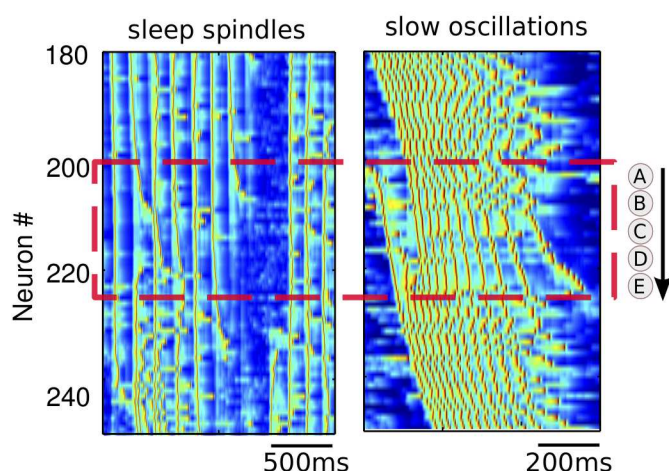 sleep spindles
slow oscillations
180
200
220
240
Neuron #
A
B
C
D
E
500ms
200ms